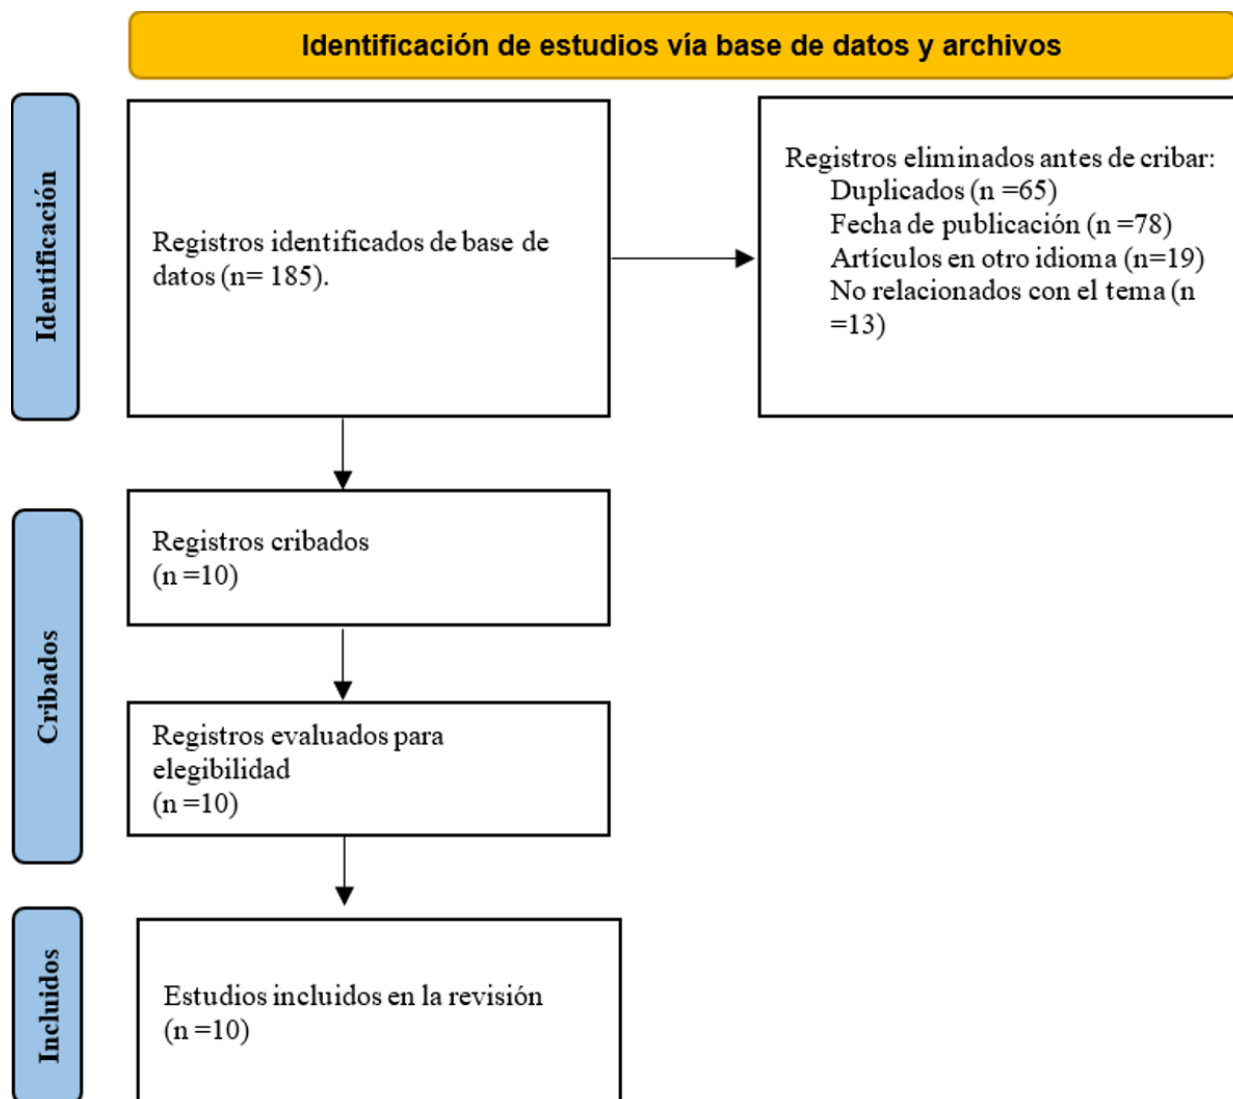 Identificación de estudios vía base de datos y archivos
Identificación
Registros identificados de base de
datos (n= 185).
Registros eliminados antes de cribar:
Duplicados (n =65)
Fecha de publicación (n =78)
Artículos en otro idioma (n=19)
No relacionados con el tema (n
=13)
Cribados
Registros cribados
(n =10)
Registros evaluados para
elegibilidad
(n =10)
Incluidos
Estudios incluidos en la revisión
(n =10)